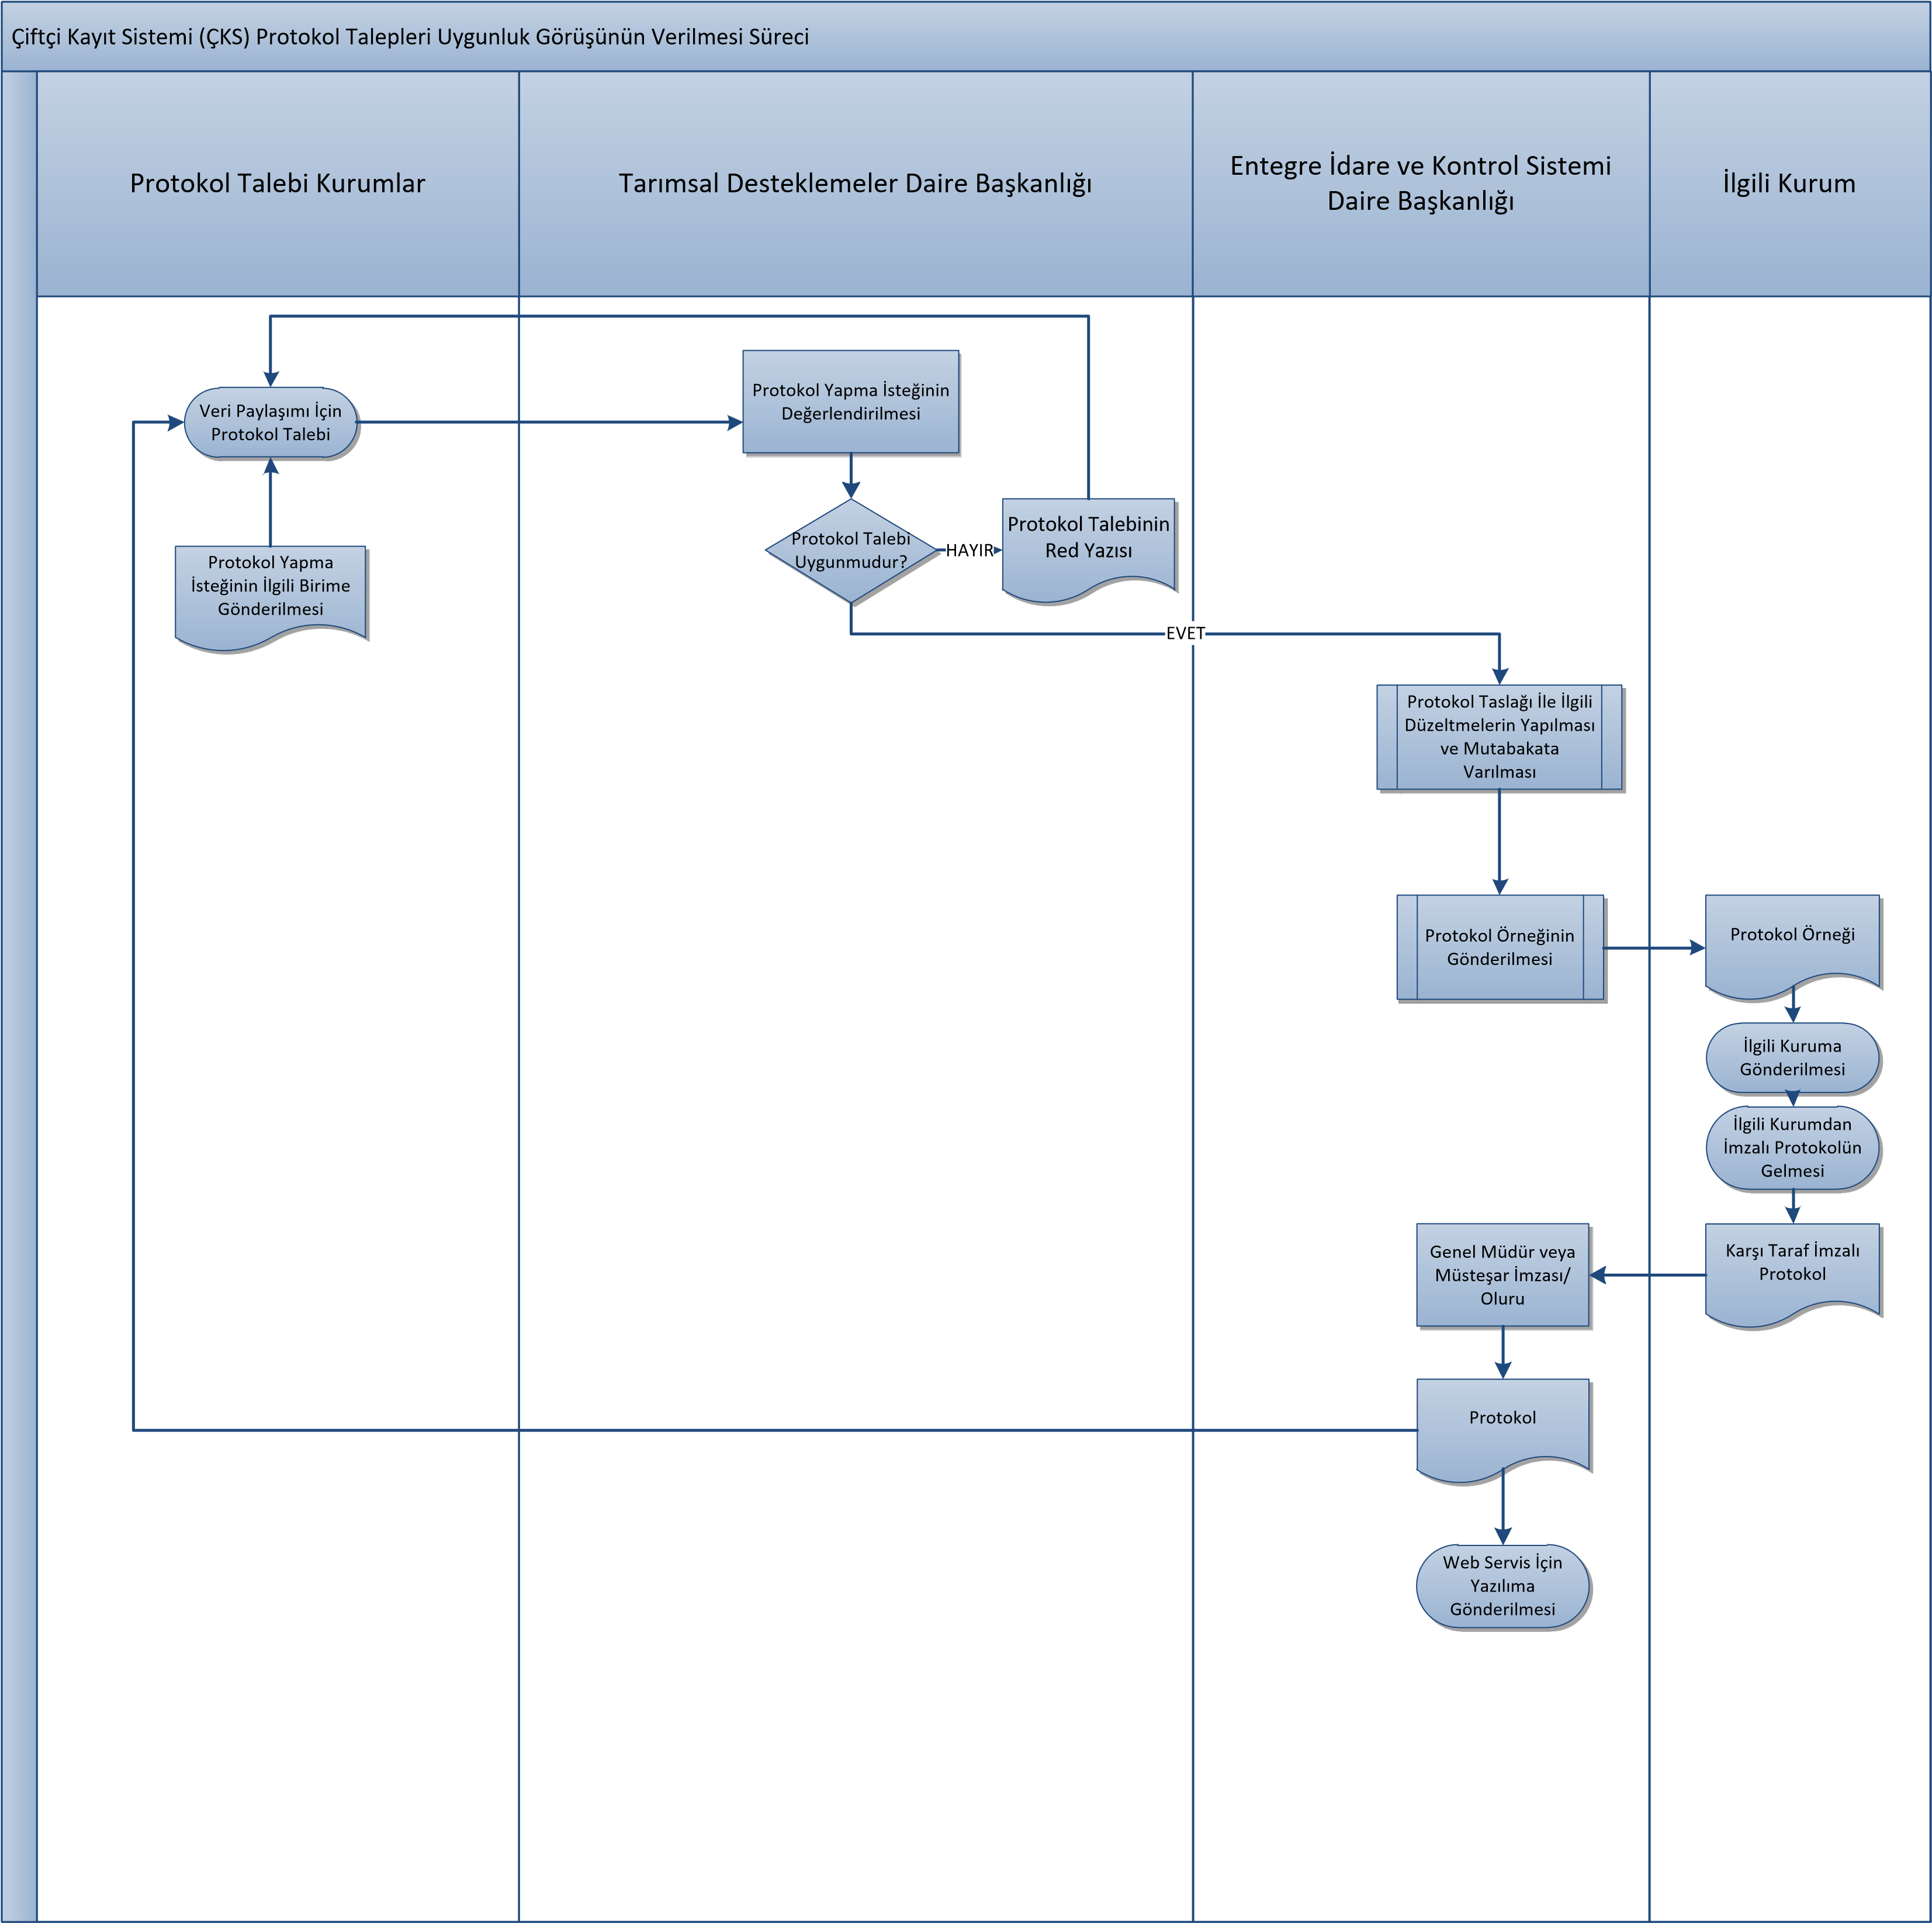 Çiftçi Kayıt Sistemi (ÇKS) Protokol Talepleri Uygunluk Görüşünün Verilmesi Süreci
Protokol Talebi Kurumlar
Tarımsal Desteklemeler Daire Başkanlığı
Entegre İdare ve Kontrol Sistemi
Daire Başkanlığı
İlgili Kurum
Veri Paylaşımı İçin
Protokol Talebi
Protokol Yapma
İsteğinin İlgili Birime
Gönderilmesi
Protokol Yapma İsteğinin
Değerlendirilmesi
Protokol Talebi
Uygunmudur?
HAYIR
Protokol Talebinin
Red Yazısı
EVET
Protokol Taslağı İle İlgili
Düzeltmelerin Yapılması
ve Mutabakata
Varılması
Protokol Örneğinin
Gönderilmesi
Protokol Örneği
İlgili Kuruma
Gönderilmesi
İlgili Kurumdan
İmzalı Protokolün
Gelmesi
Karşı Taraf İmzalı
Protokol
Genel Müdür veya
Müsteşar İmzası/
Oluru
Protokol
Web Servis İçin
Yazılıma
Gönderilmesi